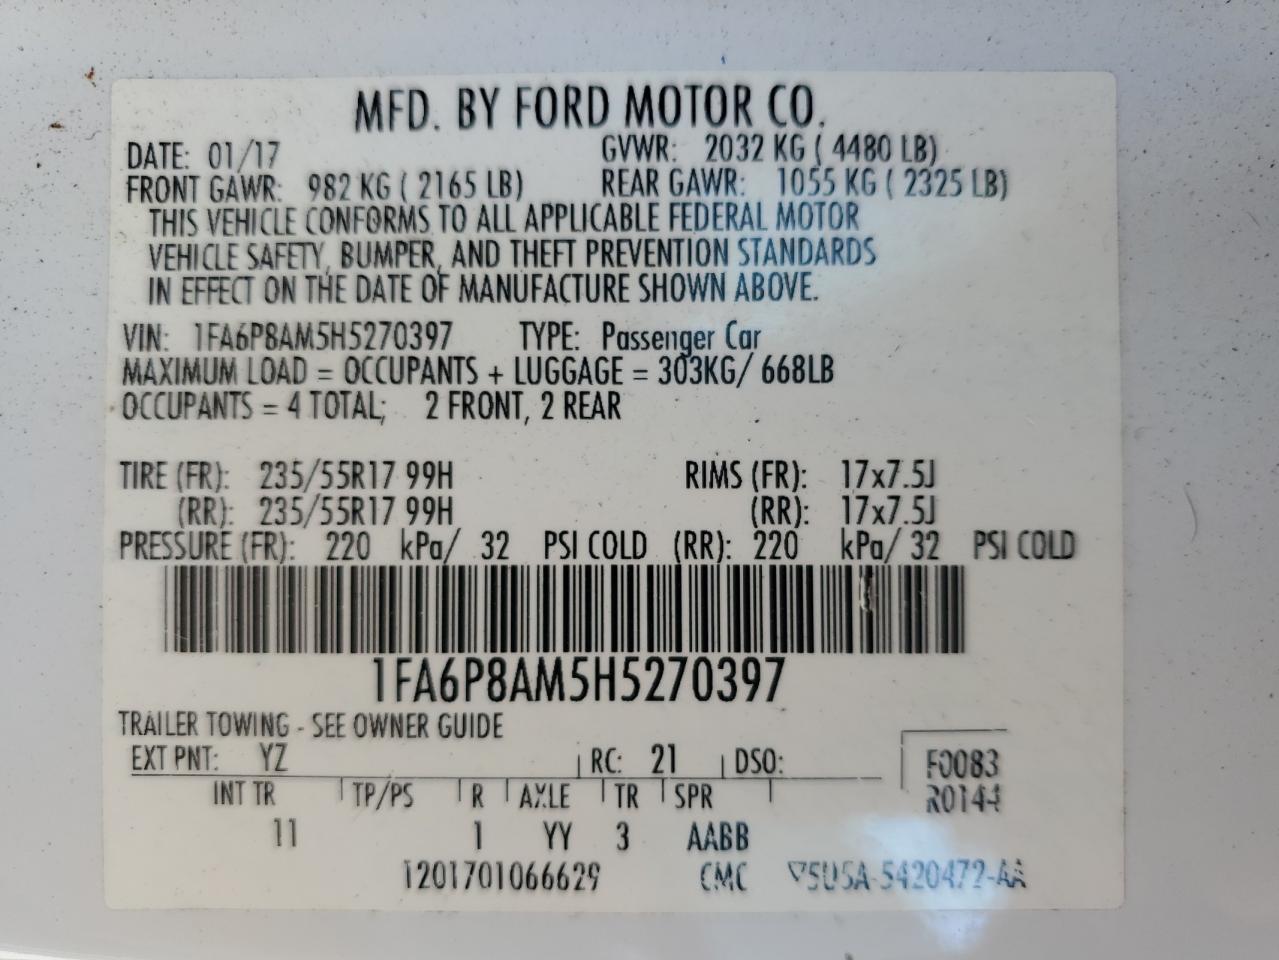 MFD. BY FORD MOTOR CO.
DATE: 01/17 GVWR: 2032 KG ( 4480 LB)
FRONT GAWR: 982 KG ( 2165 LB) REAR GAWR: 1055 KG ( 2325 LB)
THIS VEHICLE CONFORMS TO ALL APPLICABLE FEDERAL MOTOR
VEHICLE SAFETY, BUMPER, AND THEFT PREVENTION STANDARDS
IN EFFECT ON THE DATE OF MANUFACTURE SHOWN ABOVE.
VIN: 1FA6P8AM5H5270397 TYPE: Passenger Car
MAXIMUM LOAD = OCCUPANTS + LUGGAGE = 303KG/ 668LB
OCCUPANTS = 4 TOTAL; 2 FRONT, 2 REAR
TIRE (FR): 235/55R17 99H RIMS (FR): 17x7.5J
(RR): 235/55R17 99H (RR): 17x7.5J
PRESSURE (FR): 220 kPa/ 32 PSI COLD (RR): 220 kPa/ 32 PSI COLD
1FA6P8AM5H5270397
TRAILER TOWING - SEE OWNER GUIDE
EXT PNT: YZ RC: 21 DSO: F0083
INT TR TP/PS R AXLE TR SPR R0144
11 1 YY 3 AABB
1201701066629 CMC ▽5U5A-5420472-AA